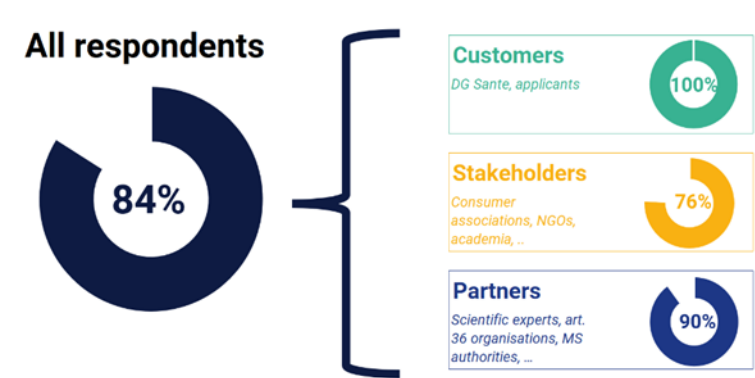 All respondents
84%
Customers
DG Sante, applicants
100%
Stakeholders
Consumer
associations, NGOs,
academia, ..
76%
Partners
Scientific experts, art.
36 organisations, MS
authorities, ...
90%